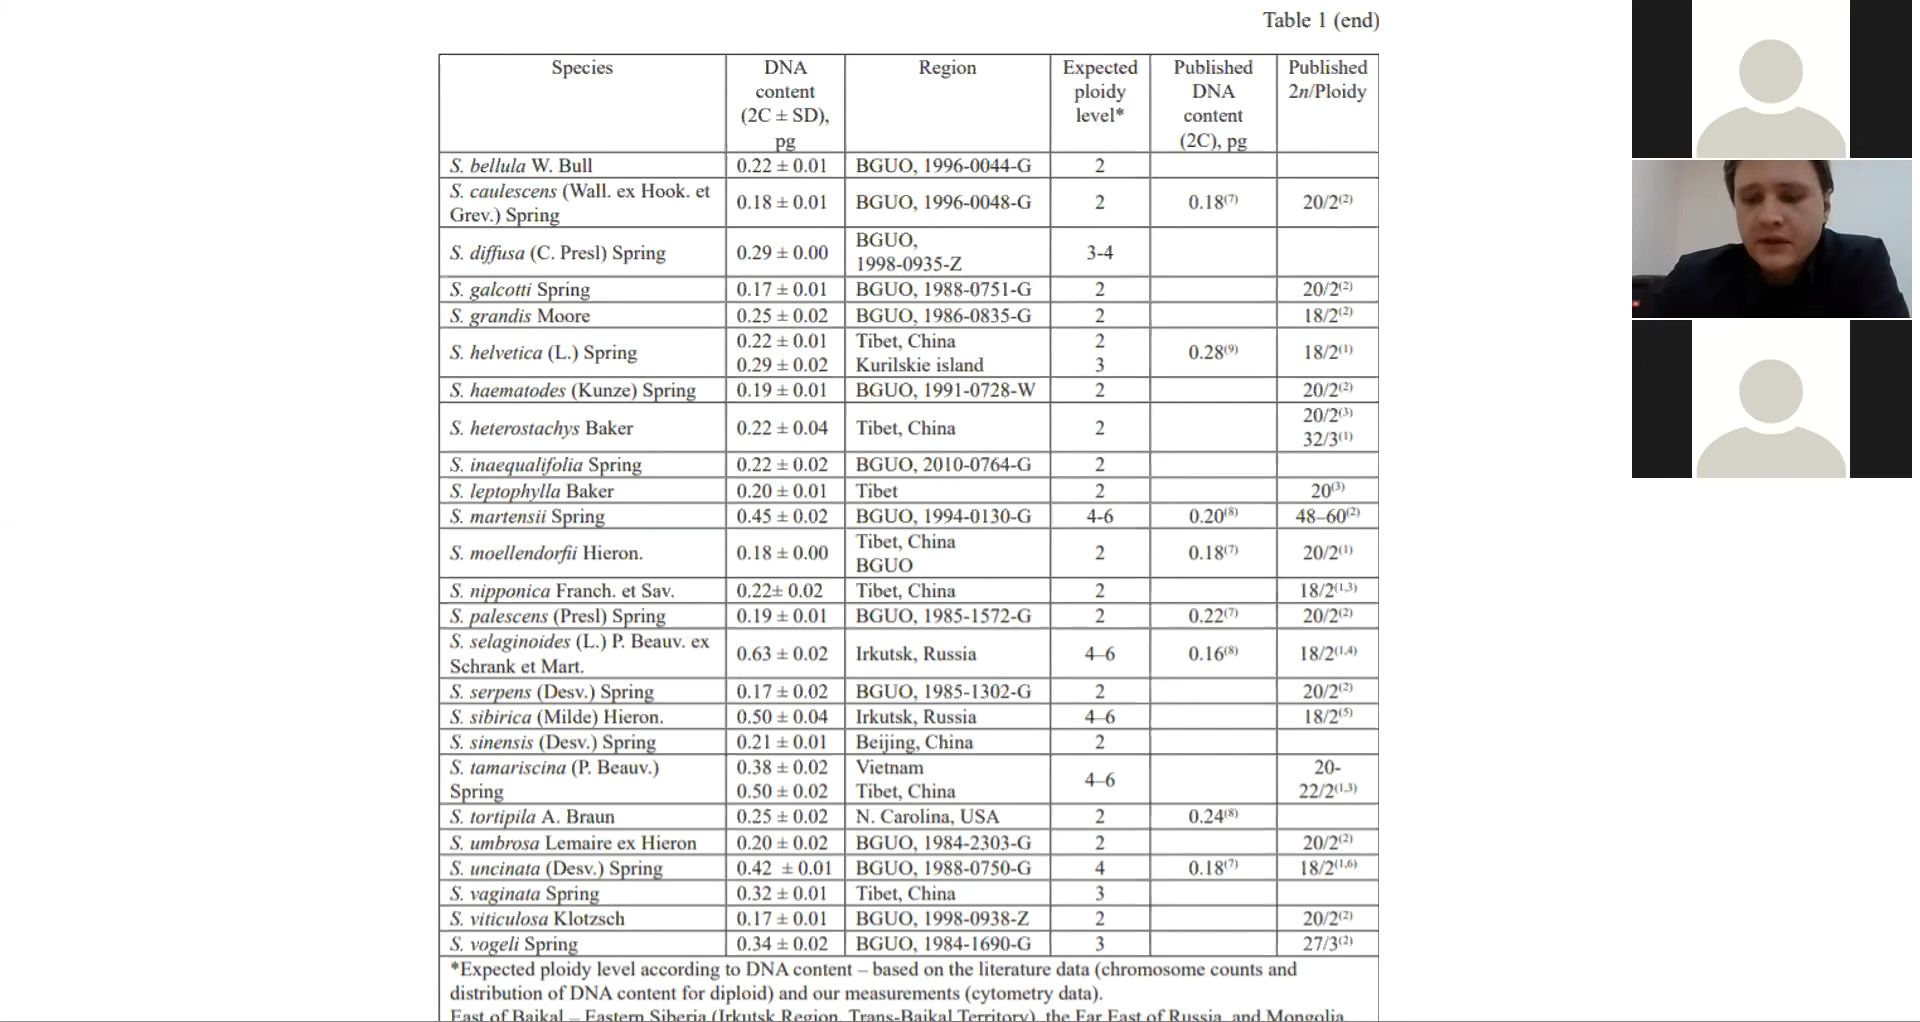 Table 1 (end)
Species | DNA content (2C ± SD), pg | Region | Expected ploidy level* | Published DNA content (2C), pg | Published 2n/Ploidy
S. bellula W. Bull | 0.22 ± 0.01 | BGUO, 1996-0044-G | 2
S. caulescens (Wall. ex Hook. et Grev.) Spring | 0.18 ± 0.01 | BGUO, 1996-0048-G | 2 | 0.18(7) | 20/2(2)
S. diffusa (C. Presl) Spring | 0.29 ± 0.00 | BGUO, 1998-0935-Z | 3-4
S. galcotti Spring | 0.17 ± 0.01 | BGUO, 1988-0751-G | 2 | | 20/2(2)
S. grandis Moore | 0.25 ± 0.02 | BGUO, 1986-0835-G | 2 | | 18/2(2)
S. helvetica (L.) Spring | 0.22 ± 0.01 0.29 ± 0.02 | Tibet, China Kurilskie island | 2 3 | 0.28(9) | 18/2(1)
S. haematodes (Kunze) Spring | 0.19 ± 0.01 | BGUO, 1991-0728-W | 2 | | 20/2(2)
S. heterostachys Baker | 0.22 ± 0.04 | Tibet, China | 2 | | 20/2(3) 32/3(1)
S. inaequalifolia Spring | 0.22 ± 0.02 | BGUO, 2010-0764-G | 2
S. leptophylla Baker | 0.20 ± 0.01 | Tibet | 2 | | 20(3)
S. martensii Spring | 0.45 ± 0.02 | BGUO, 1994-0130-G | 4-6 | 0.20(8) | 48–60(2)
S. moellendorfii Hieron. | 0.18 ± 0.00 | Tibet, China BGUO | 2 | 0.18(7) | 20/2(1)
S. nipponica Franch. et Sav. | 0.22± 0.02 | Tibet, China | 2 | | 18/2(1,3)
S. palescens (Presl) Spring | 0.19 ± 0.01 | BGUO, 1985-1572-G | 2 | 0.22(7) | 20/2(2)
S. selaginoides (L.) P. Beauv. ex Schrank et Mart. | 0.63 ± 0.02 | Irkutsk, Russia | 4–6 | 0.16(8) | 18/2(1,4)
S. serpens (Desv.) Spring | 0.17 ± 0.02 | BGUO, 1985-1302-G | 2 | | 20/2(2)
S. sibirica (Milde) Hieron. | 0.50 ± 0.04 | Irkutsk, Russia | 4–6 | | 18/2(5)
S. sinensis (Desv.) Spring | 0.21 ± 0.01 | Beijing, China | 2
S. tamariscina (P. Beauv.) Spring | 0.38 ± 0.02 0.50 ± 0.02 | Vietnam Tibet, China | 4–6 | | 20-22/2(1,3)
S. tortipila A. Braun | 0.25 ± 0.02 | N. Carolina, USA | 2 | 0.24(8)
S. umbrosa Lemaire ex Hieron | 0.20 ± 0.02 | BGUO, 1984-2303-G | 2 | | 20/2(2)
S. uncinata (Desv.) Spring | 0.42 ± 0.01 | BGUO, 1988-0750-G | 4 | 0.18(7) | 18/2(1,6)
S. vaginata Spring | 0.32 ± 0.01 | Tibet, China | 3
S. viticulosa Klotzsch | 0.17 ± 0.01 | BGUO, 1998-0938-Z | 2 | | 20/2(2)
S. vogeli Spring | 0.34 ± 0.02 | BGUO, 1984-1690-G | 3 | | 27/3(2)
*Expected ploidy level according to DNA content – based on the literature data (chromosome counts and
distribution of DNA content for diploid) and our measurements (cytometry data).
East of Baikal – Eastern Siberia (Irkutsk Region, Trans-Baikal Territory), the Far East of Russia, and Mongolia.